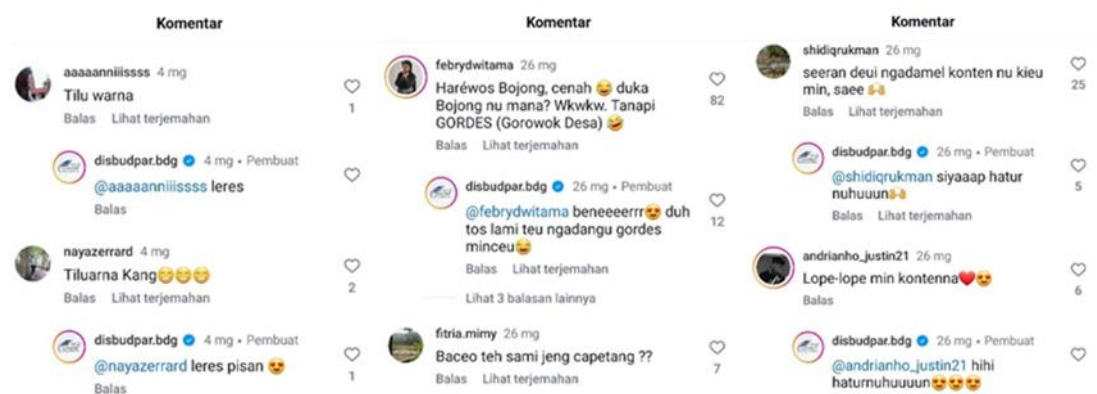 Komentar
aaaaanniiissss 4 mg
Tilu warna
1
Balas Lihat terjemahan
disbudpar.bdg 4 mg • Pembuat
@aaaaanniiissss leres
Balas
nayazerrard 4 mg
Tiluarna Kang😁😁😁
2
Balas Lihat terjemahan
disbudpar.bdg 4 mg • Pembuat
@nayazerrard leres pisan 😍
1
Balas
Komentar
febrydwitama 26 mg
Haréwos Bojong, cenah 😂 duka
Bojong nu mana? Wkwkw. Tanapi
82
GORDES (Gorowok Desa) 🤣
Balas Lihat terjemahan
disbudpar.bdg 26 mg • Pembuat
@febrydwitama beneeeerrr😍 duh
tos lami teu ngadangu gordes
12
minceu😂
Balas Lihat terjemahan
Lihat 3 balasan lainnya
fitria.mimy 26 mg
Baceo teh sami jeng capetang ??
7
Balas Lihat terjemahan
Komentar
shidiqrukman 26 mg
seeran deui ngadamel konten nu kieu
25
min, saee 🙌
Balas Lihat terjemahan
disbudpar.bdg 26 mg • Pembuat
@shidiqrukman siyaaap hatur
5
nuhuuun🙌
Balas Lihat terjemahan
andrianho_justin21 26 mg
Lope-lope min kontenna❤️😍
6
Balas
disbudpar.bdg 26 mg • Pembuat
@andrianho_justin21 hihi
haturnuhuuuun😍😍😍